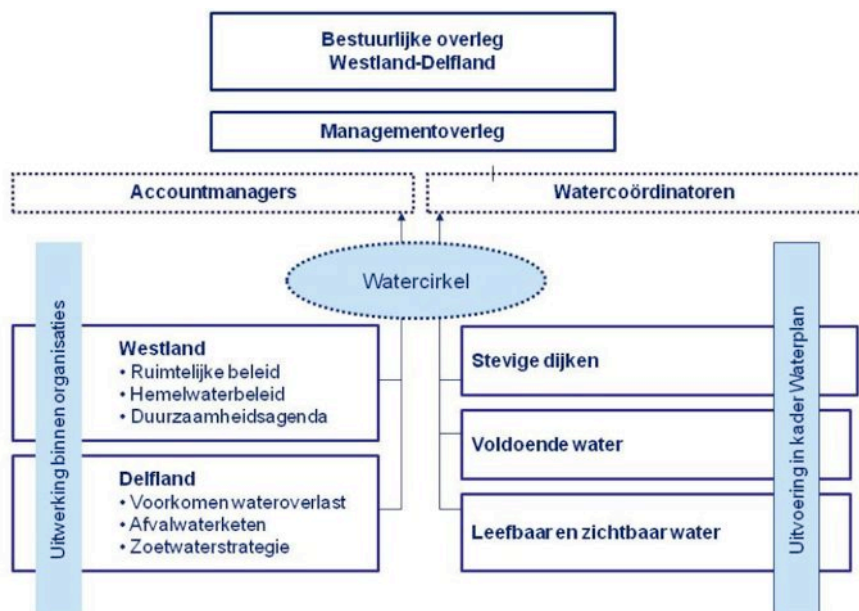 Bestuurlijke overleg
Westland-Delfland
Managementoverleg
Accountmanagers
Watercoördinatoren
Watercirkel
Uitwerking binnen organisaties
Westland
• Ruimtelijke beleid
• Hemelwaterbeleid
• Duurzaamheidsagenda
Delfland
• Voorkomen wateroverlast
• Afvalwaterketen
• Zoetwaterstrategie
Stevige dijken
Voldoende water
Leefbaar en zichtbaar water
Uitvoering in kader Waterplan